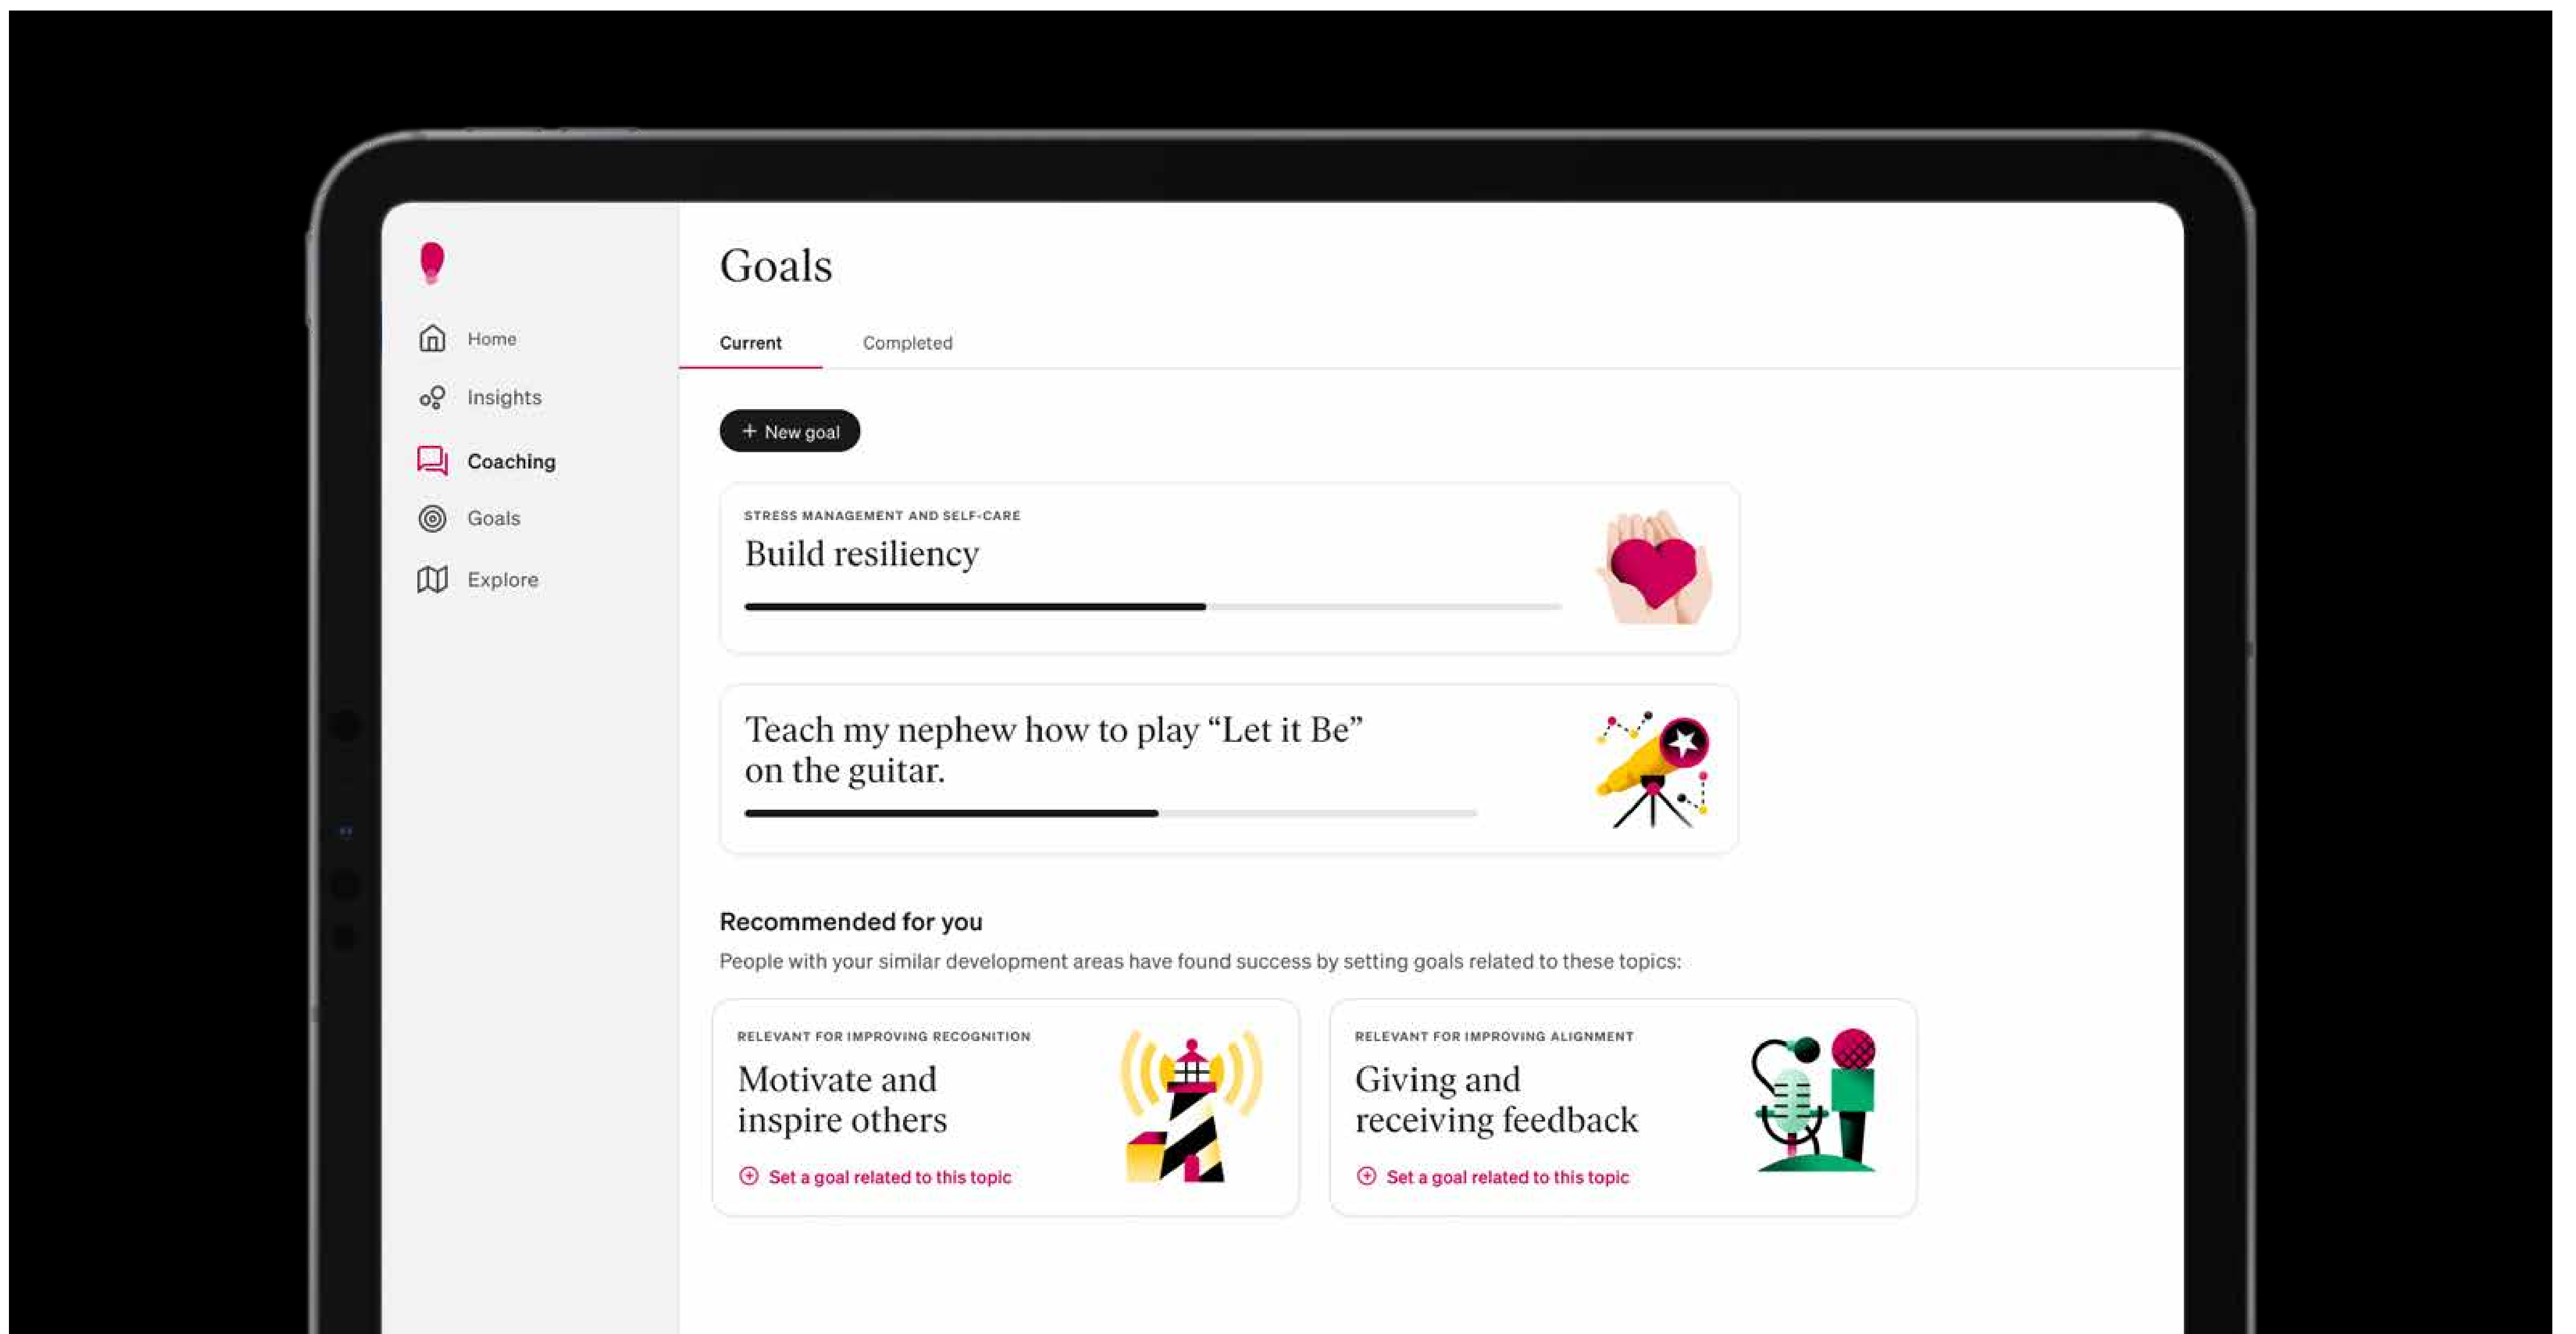 Home
Insights
Coaching
Goals
Explore
Goals
Current
Completed
+ New goal
STRESS MANAGEMENT AND SELF-CARE
Build resiliency
Teach my nephew how to play “Let it Be”
on the guitar.
Recommended for you
People with your similar development areas have found success by setting goals related to these topics:
RELEVANT FOR IMPROVING RECOGNITION
Motivate and
inspire others
Set a goal related to this topic
RELEVANT FOR IMPROVING ALIGNMENT
Giving and
receiving feedback
Set a goal related to this topic